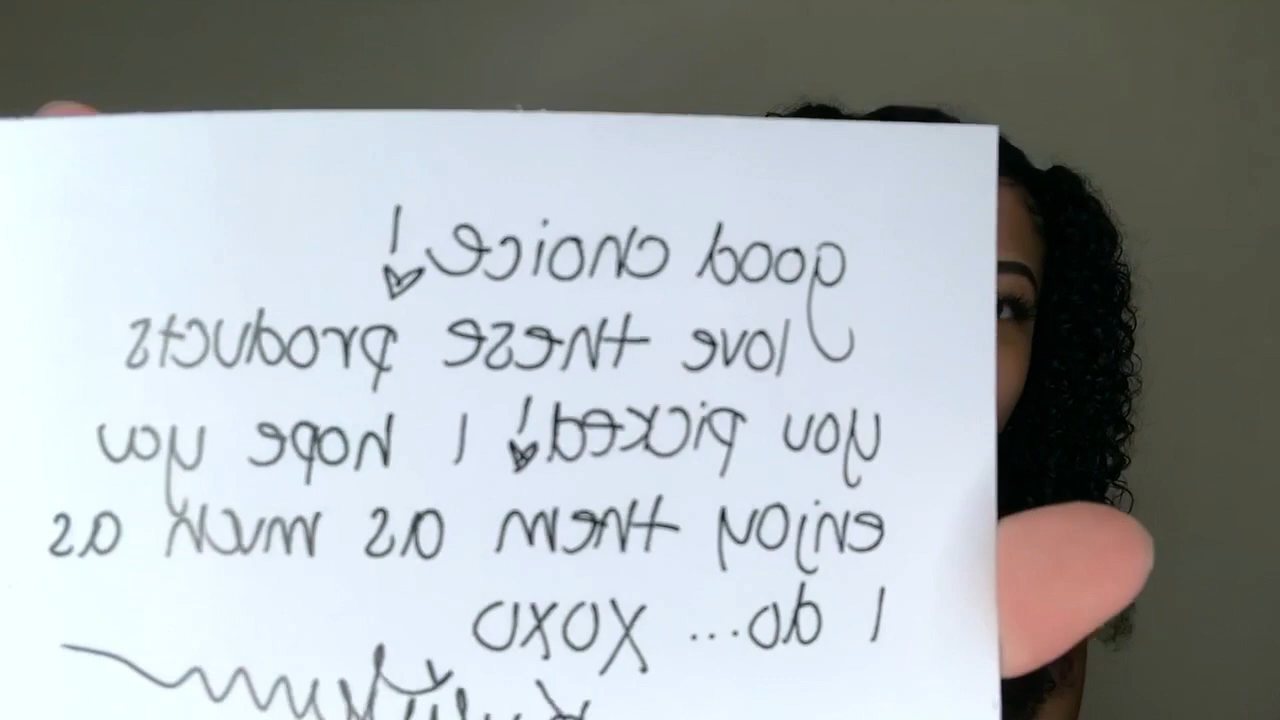 good choice!
love these products
you picked! I hope you
enjoy them as much as
I do... xoxo